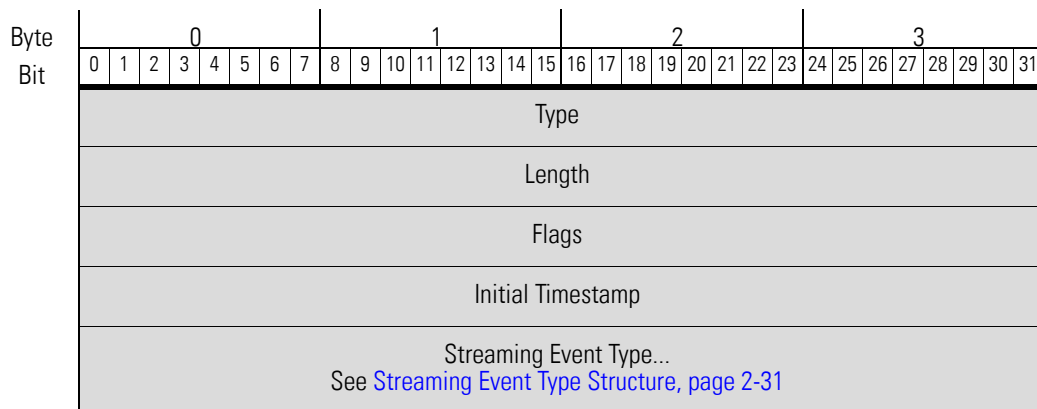 Byte 0 1 2 3
Bit 0 1 2 3 4 5 6 7 8 9 10 11 12 13 14 15 16 17 18 19 20 21 22 23 24 25 26 27 28 29 30 31
Type
Length
Flags
Initial Timestamp
Streaming Event Type...
See Streaming Event Type Structure, page 2-31